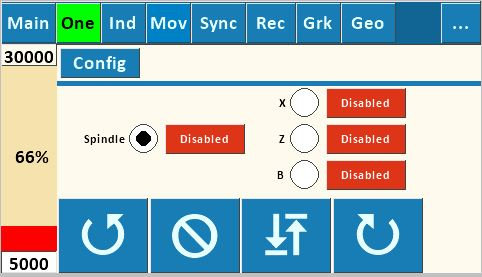 Main One Ind Mov Sync Rec Grk Geo ...
30000
Config
X Disabled
Spindle Disabled
Z Disabled
66%
B Disabled
5000